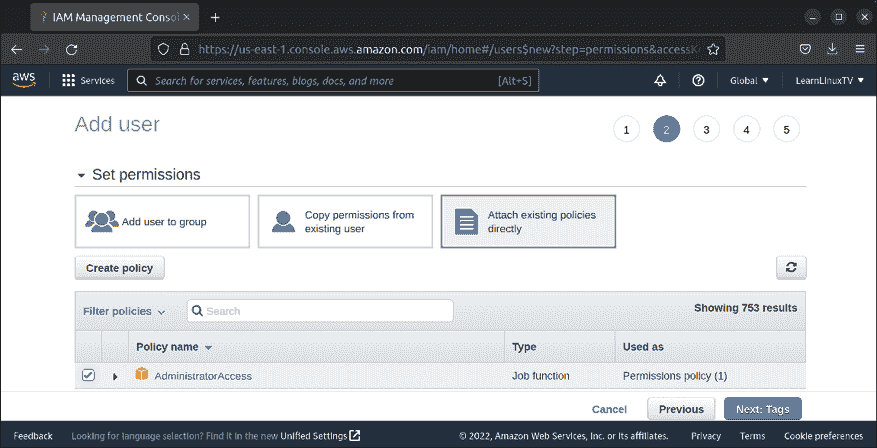 IAM Management Consol
https://us-east-1.console.aws.amazon.com/iam/home#/users$new?step=permissions&accessK
aws
Services
Search for services, features, blogs, docs, and more
[Alt+S]
Global
LearnLInuxTV
Add user
1 2 3 4 5
Set permissions
Add user to group
Copy permissions from
existing user
Attach existing policies
directly
Create policy
Filter policies
Search
Showing 753 results
Policy name Type Used as
AdministratorAccess Job function Permissions policy (1)
Cancel Previous Next: Tags
Feedback Looking for language selection? Find it in the new Unified Settings © 2022, Amazon Web Services, Inc. or its affiliates. Privacy Terms Cookie preferences